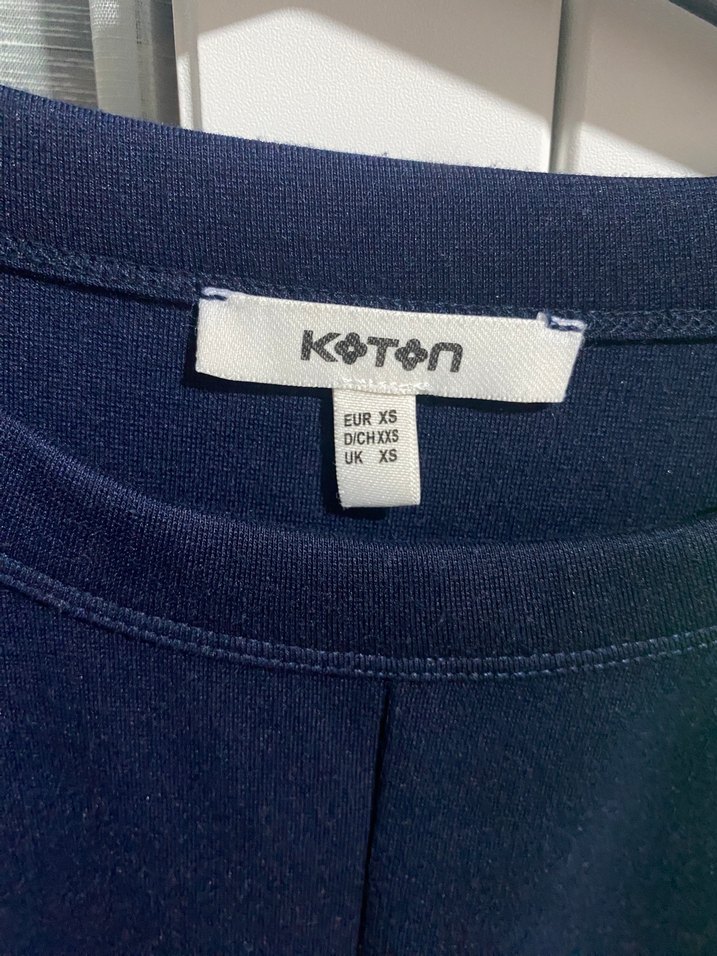 KOTON
EUR XS
D/CH XXS
UK XS